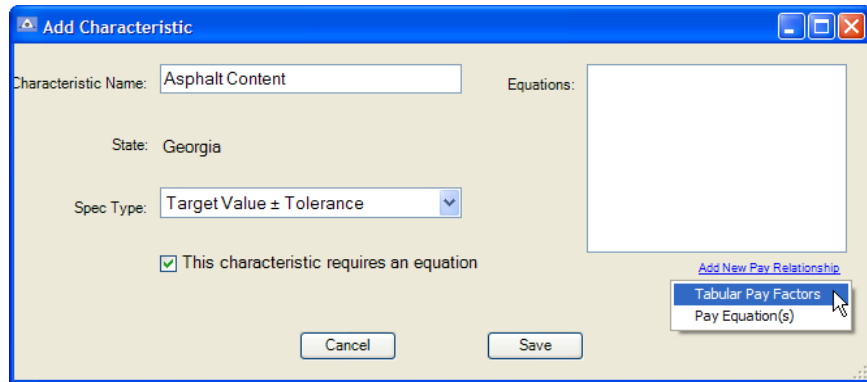 Add Characteristic
Characteristic Name: Asphalt Content
Equations:
State: Georgia
Spec Type: Target Value ± Tolerance
This characteristic requires an equation
Add New Pay Relationship
Tabular Pay Factors
Pay Equation(s)
Cancel
Save